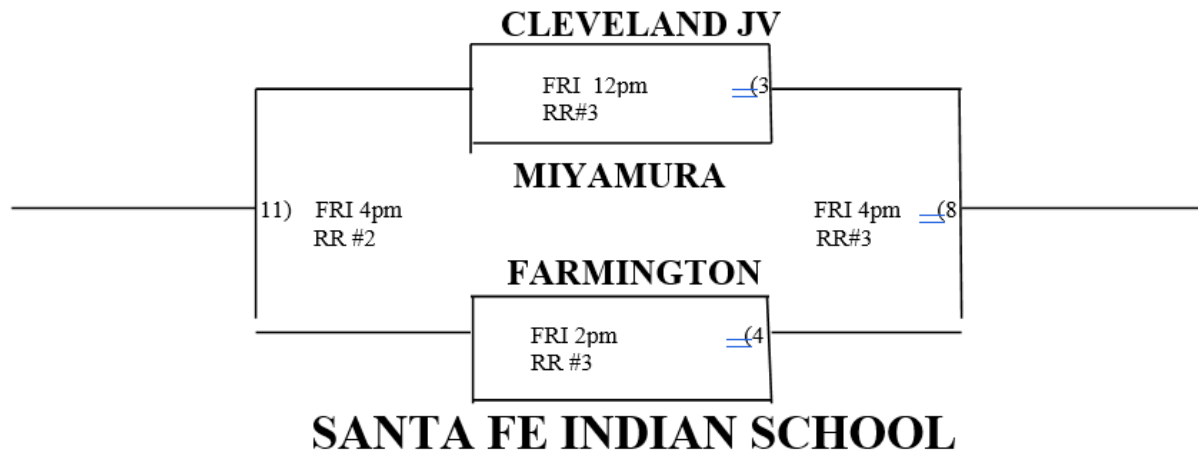 CLEVELAND JV
FRI 12pm (3
RR#3
MIYAMURA
11) FRI 4pm
RR #2
FRI 4pm (8
RR#3
FARMINGTON
FRI 2pm (4
RR #3
SANTA FE INDIAN SCHOOL